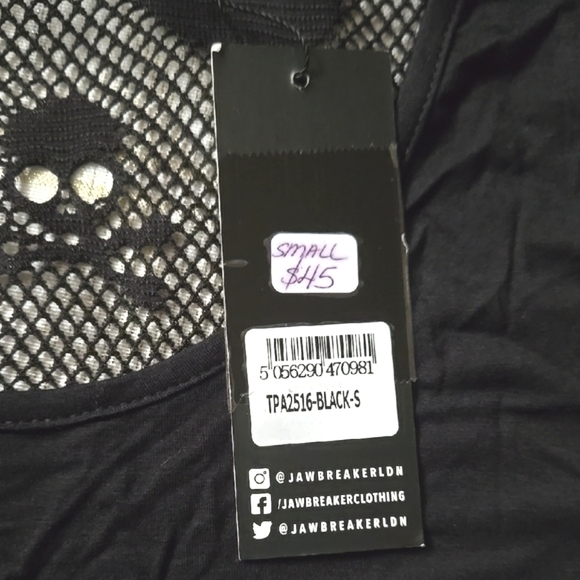 SMALL
$45
5 056290 470981
TPA2516-BLACK-S
@JAWBREAKERLDN
/JAWBREAKERCLOTHING
@JAWBREAKERLDN